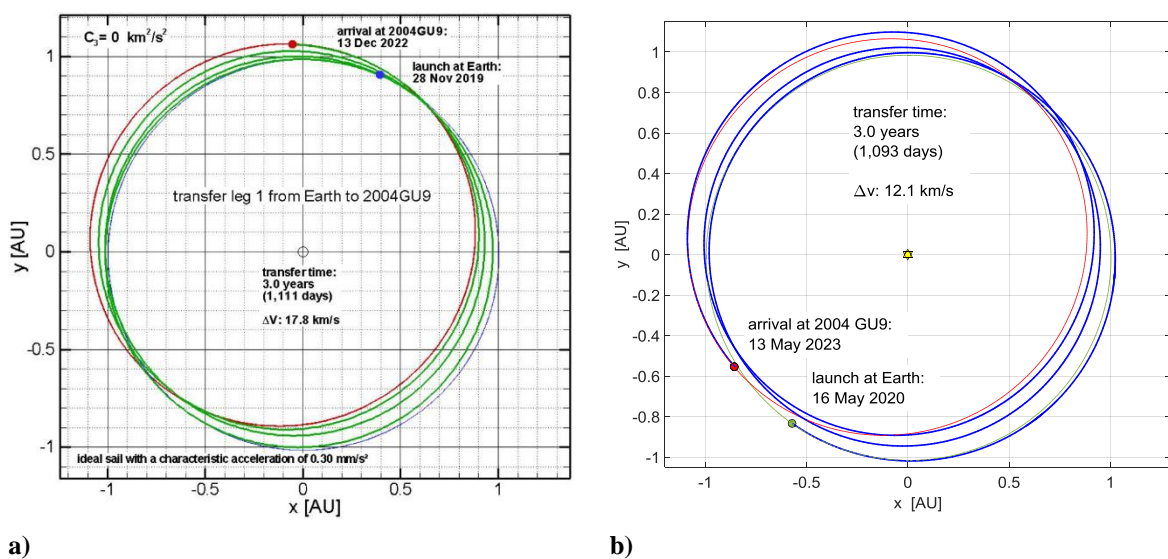 C₃= 0 km²/s²
arrival at 2004GU9:
13 Dec 2022
launch at Earth:
28 Nov 2019
transfer leg 1 from Earth to 2004GU9
transfer time:
3.0 years
(1,111 days)
ΔV: 17.8 km/s
ideal sail with a characteristic acceleration of 0.30 mm/s²
y [AU]
1
0.5
0
-0.5
-1
-1
-0.5
0
0.5
1
x [AU]
a)
transfer time:
3.0 years
(1,093 days)
Δv: 12.1 km/s
arrival at 2004 GU9:
13 May 2023
launch at Earth:
16 May 2020
y [AU]
1
0.8
0.6
0.4
0.2
0
-0.2
-0.4
-0.6
-0.8
-1
-1
-0.5
0
0.5
1
x [AU]
b)